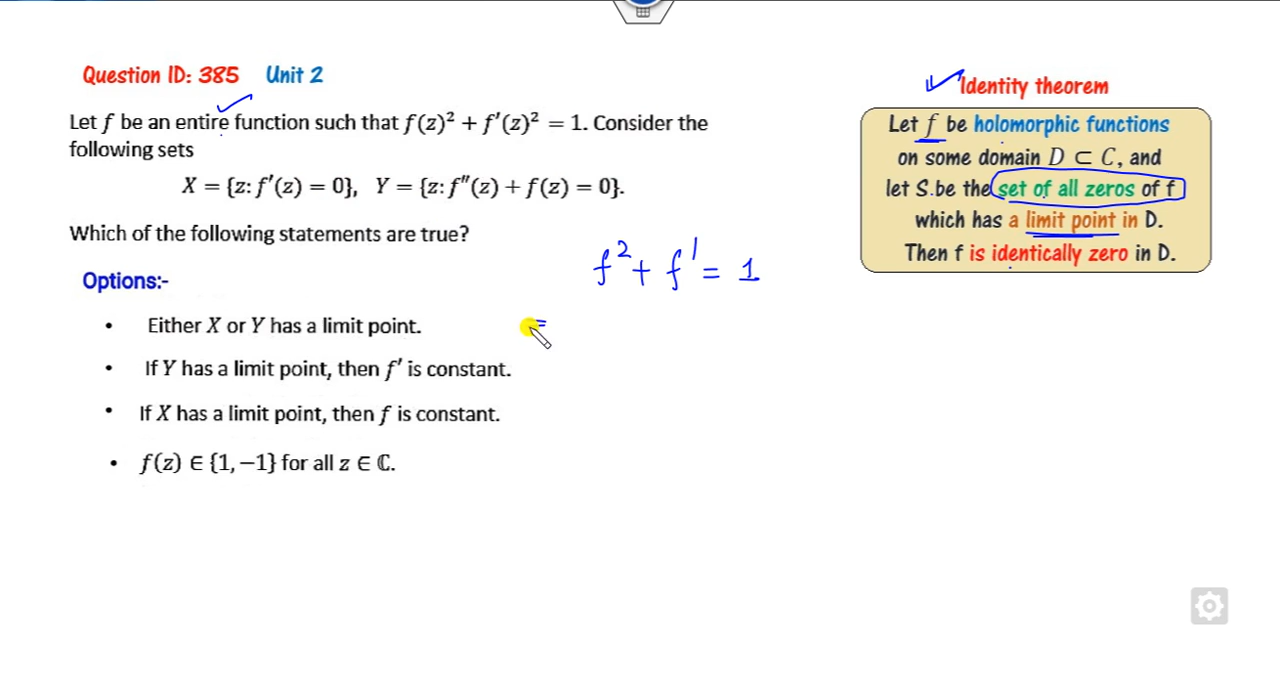 Question ID: 385 Unit 2
Let f be an entire function such that f(z)² + f′(z)² = 1. Consider the
following sets
X = {z: f′(z) = 0}, Y = {z: f″(z) + f(z) = 0}.
Which of the following statements are true?
Options:-
• Either X or Y has a limit point.
• If Y has a limit point, then f′ is constant.
• If X has a limit point, then f is constant.
• f(z) ∈ {1, −1} for all z ∈ ℂ.
f² + f′ = 1
=
Identity theorem
Let f be holomorphic functions
on some domain D ⊂ C, and
let S.be the set of all zeros of f
which has a limit point in D.
Then f is identically zero in D.